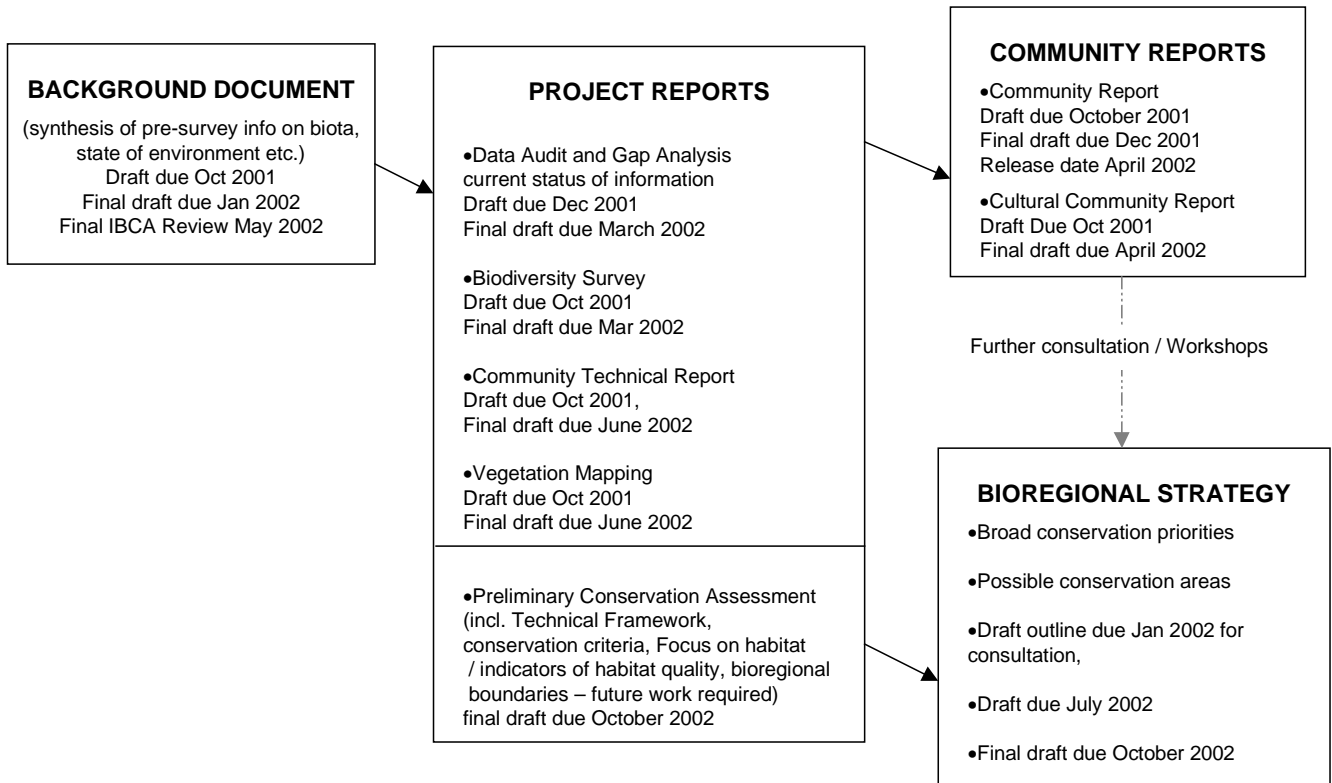 BACKGROUND DOCUMENT
(synthesis of pre-survey info on biota,
state of environment etc.)
Draft due Oct 2001
Final draft due Jan 2002
Final IBCA Review May 2002
PROJECT REPORTS
•Data Audit and Gap Analysis
current status of information
Draft due Dec 2001
Final draft due March 2002
•Biodiversity Survey
Draft due Oct 2001
Final draft due Mar 2002
•Community Technical Report
Draft due Oct 2001,
Final draft due June 2002
•Vegetation Mapping
Draft due Oct 2001
Final draft due June 2002
•Preliminary Conservation Assessment
(incl. Technical Framework,
conservation criteria, Focus on habitat
/ indicators of habitat quality, bioregional
boundaries – future work required)
final draft due October 2002
COMMUNITY REPORTS
•Community Report
Draft due October 2001
Final draft due Dec 2001
Release date April 2002
•Cultural Community Report
Draft Due Oct 2001
Final draft due April 2002
Further consultation / Workshops
BIOREGIONAL STRATEGY
•Broad conservation priorities
•Possible conservation areas
•Draft outline due Jan 2002 for
consultation,
•Draft due July 2002
•Final draft due October 2002